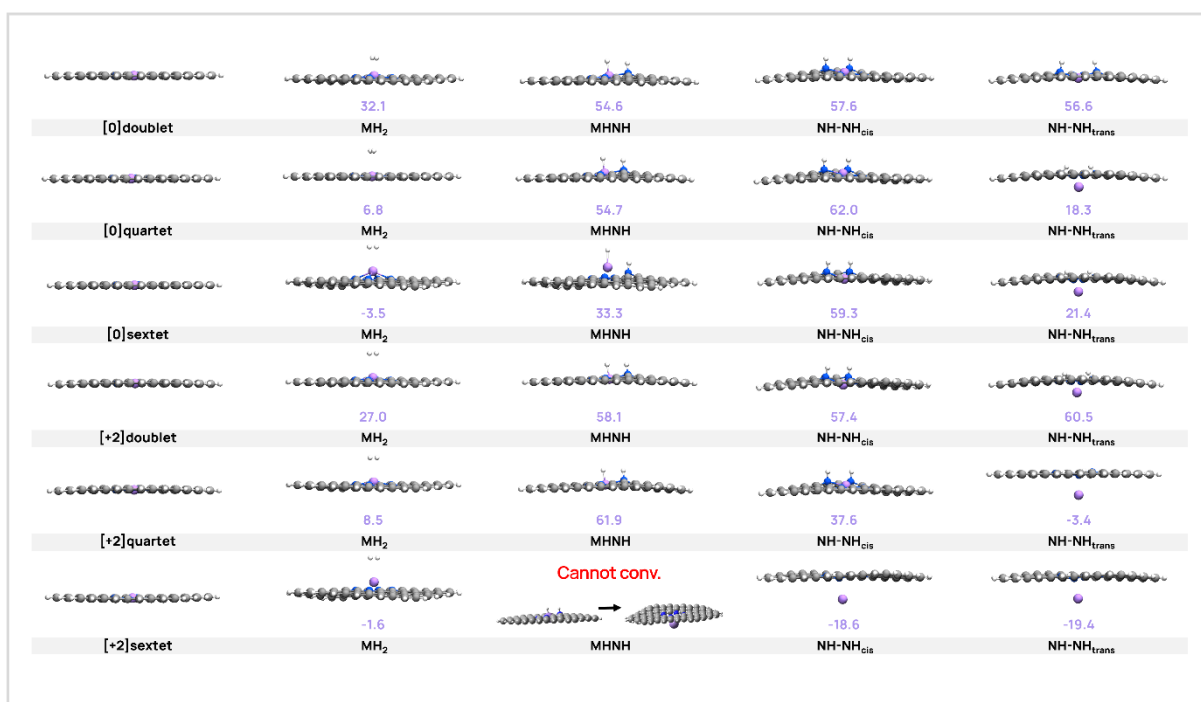 32.1 54.6 57.6 56.6
[0]doublet MH₂ MHNH NH-NHcis NH-NHtrans
6.8 54.7 62.0 18.3
[0]quartet MH₂ MHNH NH-NHcis NH-NHtrans
-3.5 33.3 59.3 21.4
[0]sextet MH₂ MHNH NH-NHcis NH-NHtrans
27.0 58.1 57.4 60.5
[+2]doublet MH₂ MHNH NH-NHcis NH-NHtrans
8.5 61.9 37.6 -3.4
[+2]quartet MH₂ MHNH NH-NHcis NH-NHtrans
Cannot conv.
-1.6 -18.6 -19.4
[+2]sextet MH₂ MHNH NH-NHcis NH-NHtrans